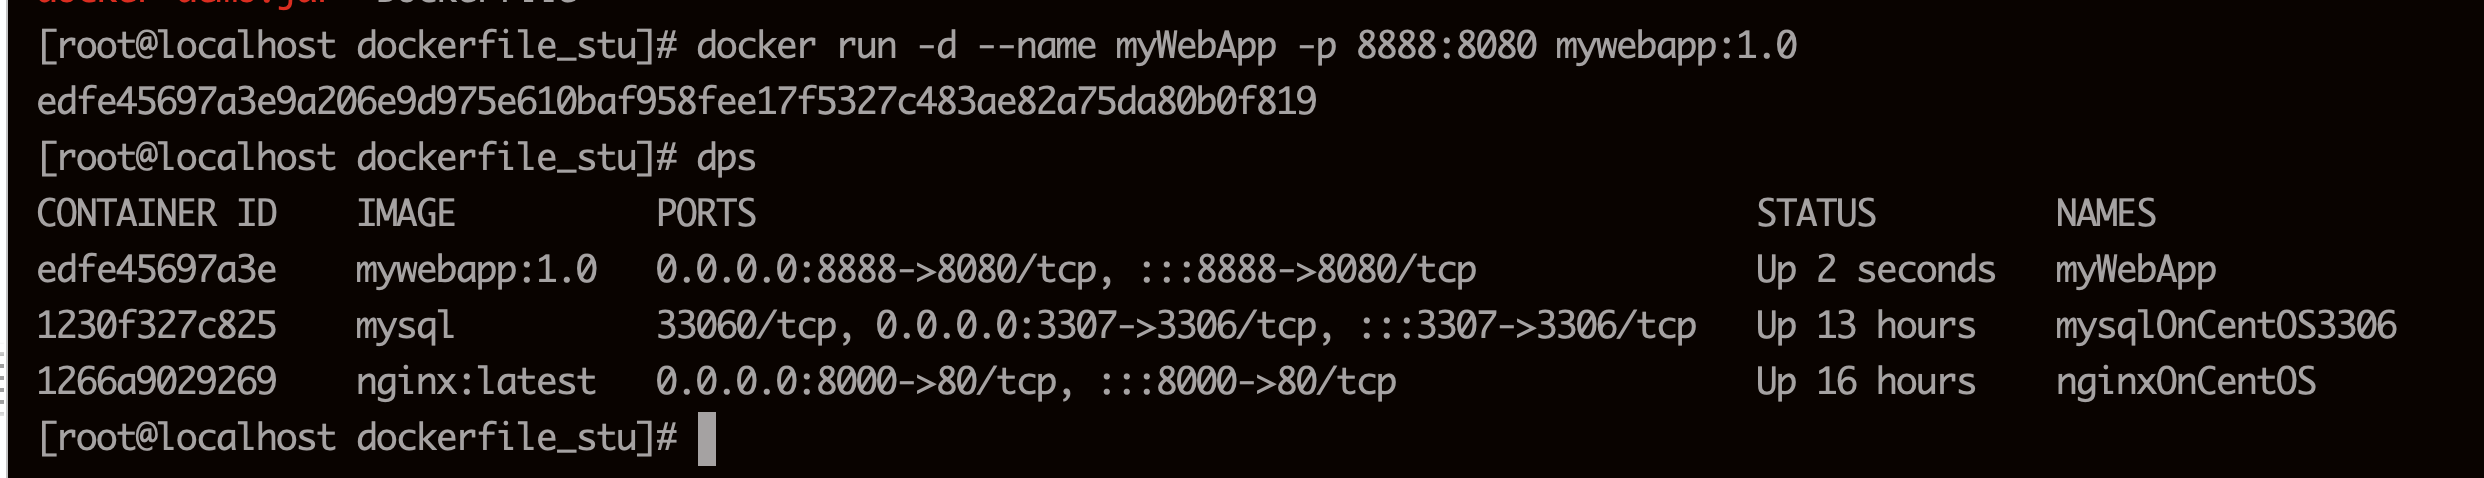 [root@localhost dockerfile_stu]# docker run -d --name myWebApp -p 8888:8080 mywebapp:1.0
edfe45697a3e9a206e9d975e610baf958fee17f5327c483ae82a75da80b0f819
[root@localhost dockerfile_stu]# dps
CONTAINER ID    IMAGE          PORTS                                                  STATUS         NAMES
edfe45697a3e    mywebapp:1.0   0.0.0.0:8888->8080/tcp, :::8888->8080/tcp              Up 2 seconds   myWebApp
1230f327c825    mysql          33060/tcp, 0.0.0.0:3307->3306/tcp, :::3307->3306/tcp   Up 13 hours    mysqlOnCentOS3306
1266a9029269    nginx:latest   0.0.0.0:8000->80/tcp, :::8000->80/tcp                  Up 16 hours    nginxOnCentOS
[root@localhost dockerfile_stu]#